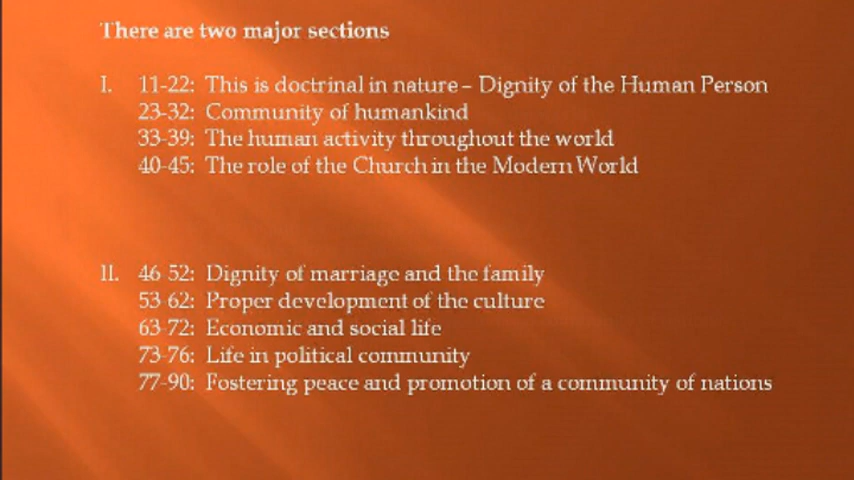 There are two major sections
I. 11-22: This is doctrinal in nature – Dignity of the Human Person
23-32: Community of humankind
33-39: The human activity throughout the world
40-45: The role of the Church in the Modern World
II. 46-52: Dignity of marriage and the family
53-62: Proper development of the culture
63-72: Economic and social life
73-76: Life in political community
77-90: Fostering peace and promotion of a community of nations